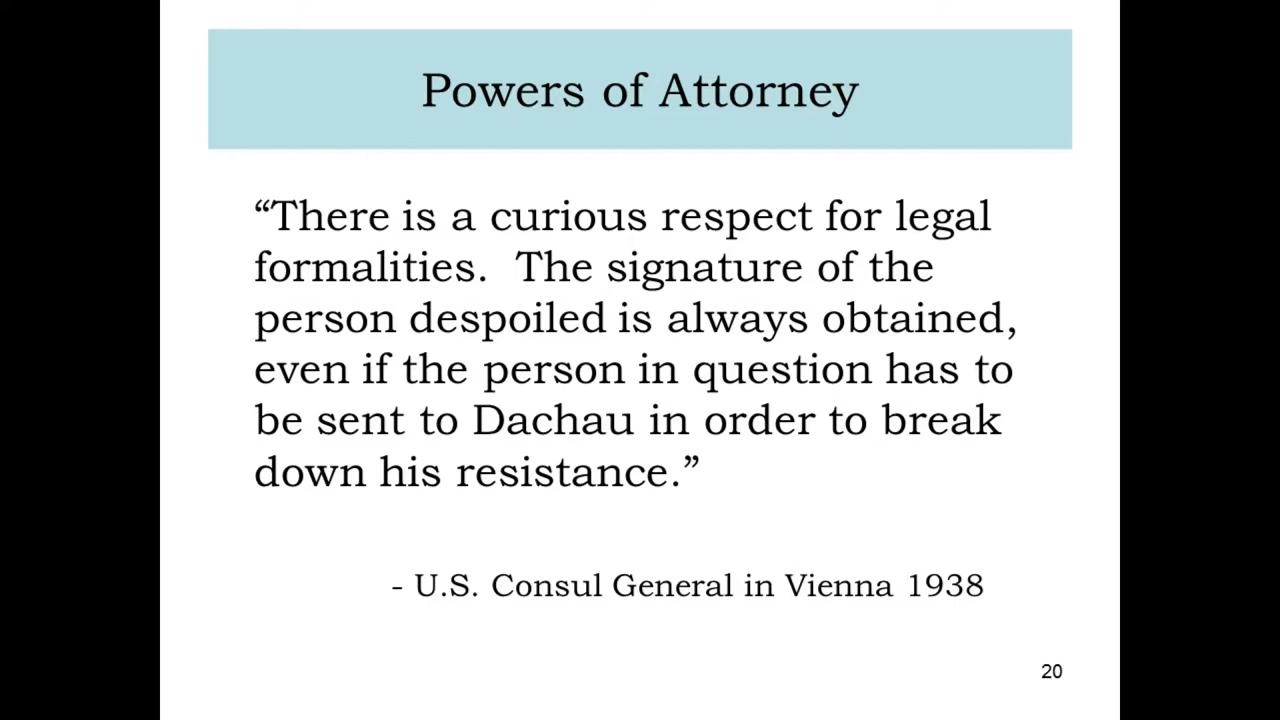 Powers of Attorney
“There is a curious respect for legal
formalities.  The signature of the
person despoiled is always obtained,
even if the person in question has to
be sent to Dachau in order to break
down his resistance.”
- U.S. Consul General in Vienna 1938
20